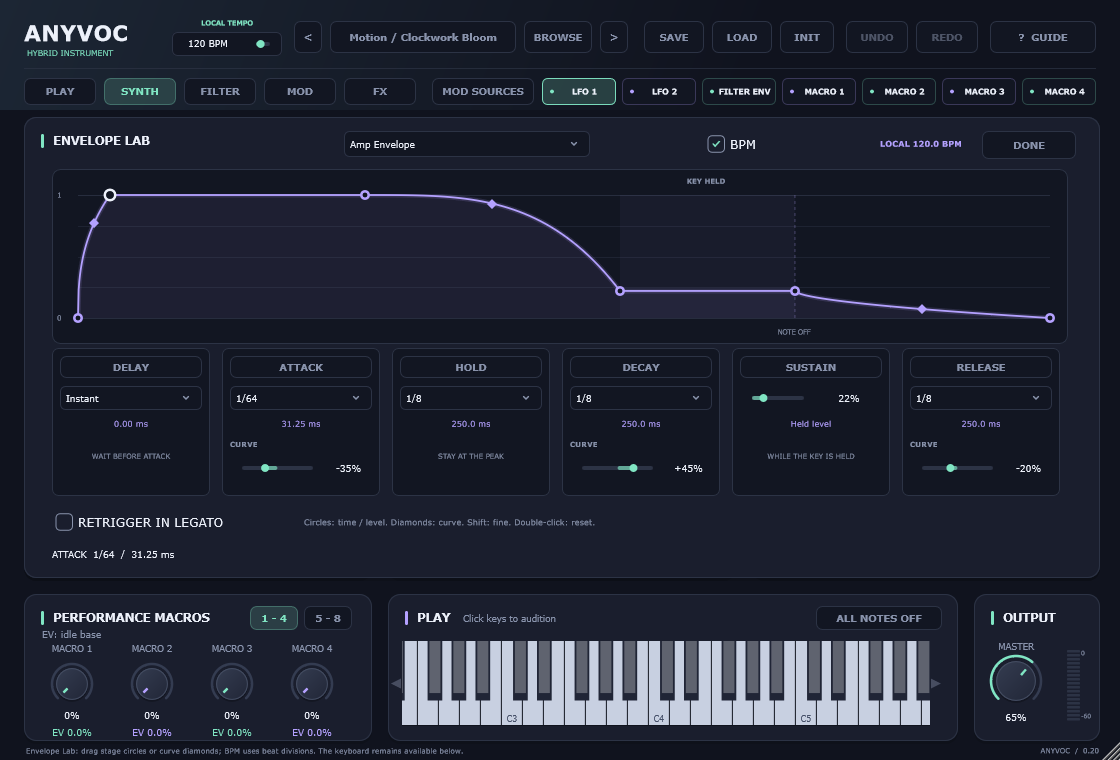 ANYVOC
HYBRID INSTRUMENT
LOCAL TEMPO
120 BPM
<
Motion / Clockwork Bloom
BROWSE
>
SAVE
LOAD
INIT
UNDO
REDO
? GUIDE
PLAY
SYNTH
FILTER
MOD
FX
MOD SOURCES
LFO 1
LFO 2
FILTER ENV
MACRO 1
MACRO 2
MACRO 3
MACRO 4
ENVELOPE LAB
Amp Envelope
BPM
LOCAL 120.0 BPM
DONE
KEY HELD
1
0
NOTE OFF
DELAY
ATTACK
HOLD
DECAY
SUSTAIN
RELEASE
Instant
1/64
1/8
1/8
22%
1/8
0.00 ms
31.25 ms
250.0 ms
250.0 ms
Held level
250.0 ms
WAIT BEFORE ATTACK
CURVE
-35%
STAY AT THE PEAK
CURVE
+45%
WHILE THE KEY IS HELD
CURVE
-20%
RETRIGGER IN LEGATO
Circles: time / level. Diamonds: curve. Shift: fine. Double-click: reset.
ATTACK 1/64 / 31.25 ms
PERFORMANCE MACROS
1 - 4
5 - 8
EV: idle base
MACRO 1
MACRO 2
MACRO 3
MACRO 4
0%
0%
0%
0%
EV 0.0%
EV 0.0%
EV 0.0%
EV 0.0%
PLAY
Click keys to audition
ALL NOTES OFF
C3
C4
C5
OUTPUT
MASTER
0
-60
65%
Envelope Lab: drag stage circles or curve diamonds; BPM uses beat divisions. The keyboard remains available below.
ANYVOC / 0.20